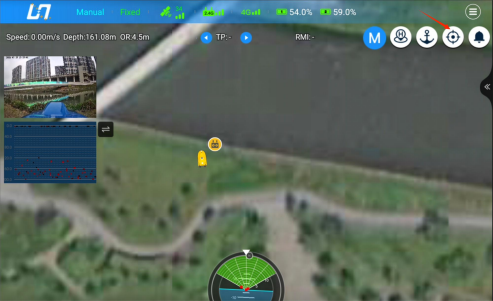 Manual Fixed 4G 54.0% 59.0%
Speed:0.00m/s Depth:161.08m OR:4.5m TP:- RMI:-
M
H